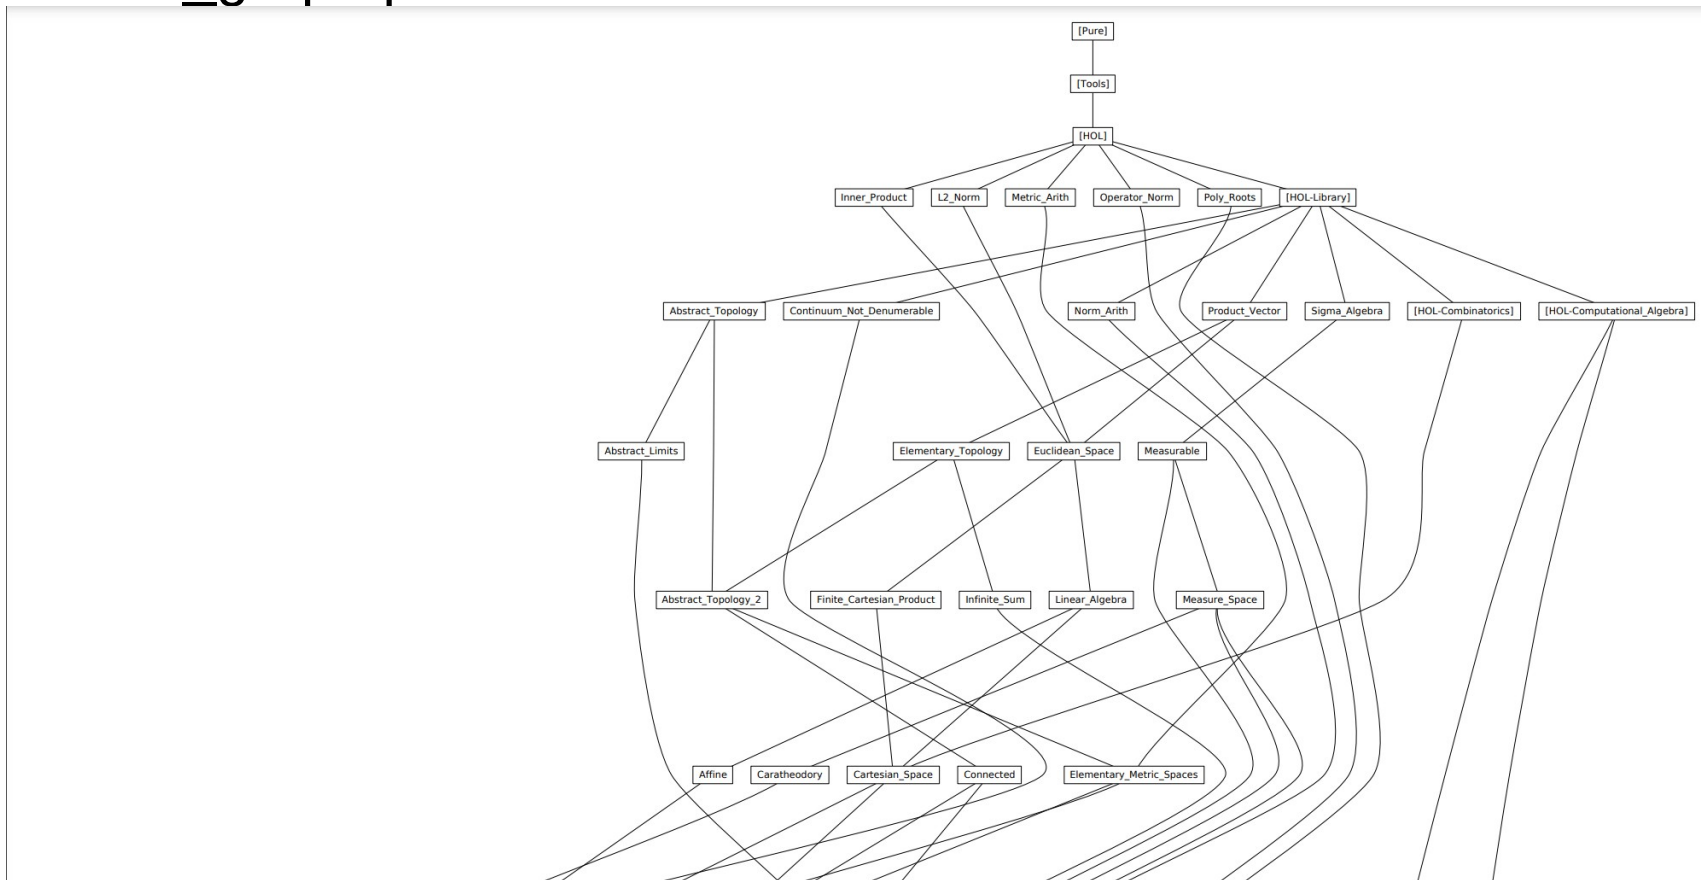 [Pure]
[Tools]
[HOL]
Inner_Product L2_Norm Metric_Arith Operator_Norm Poly_Roots [HOL-Library]
Abstract_Topology Continuum_Not_Denumerable Norm_Arith Product_Vector Sigma_Algebra [HOL-Combinatorics] [HOL-Computational_Algebra]
Abstract_Limits Elementary_Topology Euclidean_Space Measurable
Abstract_Topology_2 Finite_Cartesian_Product Infinite_Sum Linear_Algebra Measure_Space
Affine Caratheodory Cartesian_Space Connected Elementary_Metric_Spaces